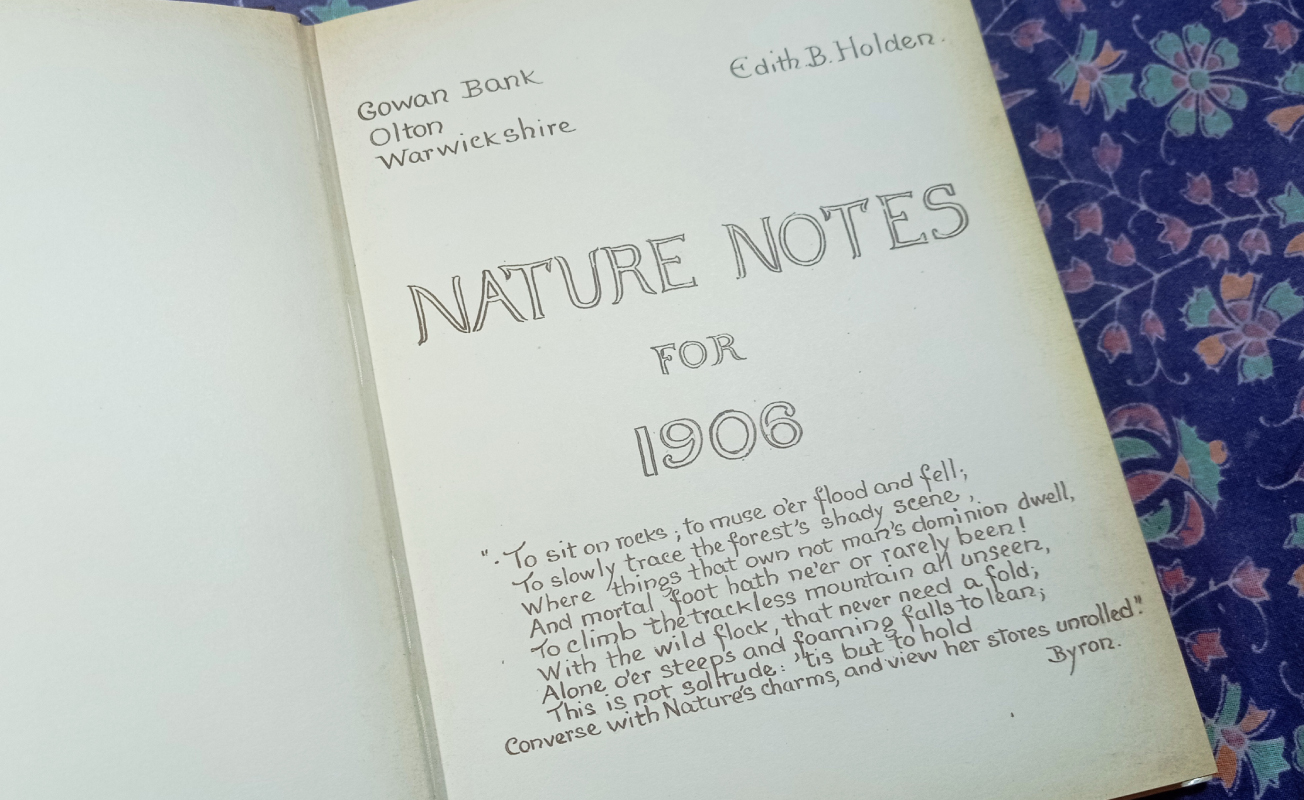 Gowan Bank
Olton
Warwickshire
Edith B. Holden.
NATURE NOTES
FOR
1906
". To sit on rocks; to muse o'er flood and fell;
To slowly trace the forest's shady scene,
Where things that own not man's dominion dwell,
And mortal foot hath ne'er or rarely been!
To climb the trackless mountain all unseen,
With the wild flock, that never need a fold;
Alone o'er steeps and foaming falls to lean;
This is not solitude: 'tis but to hold
Converse with Nature's charms, and view her stores unrolled."
Byron.